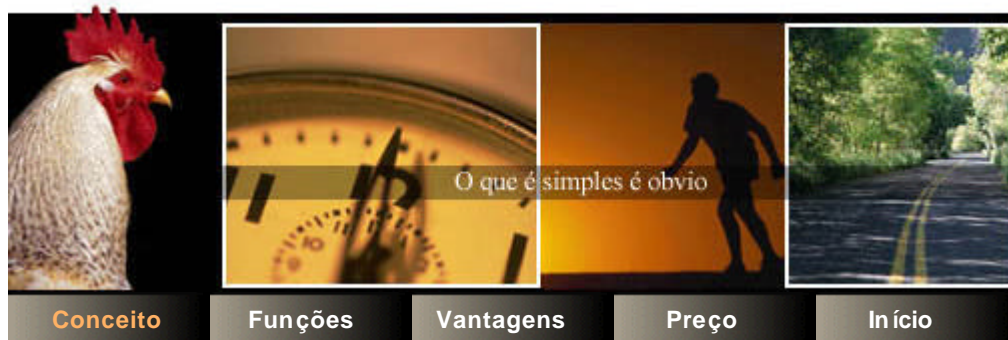 O que é simples é obvio
Conceito Funções Vantagens Preço Início